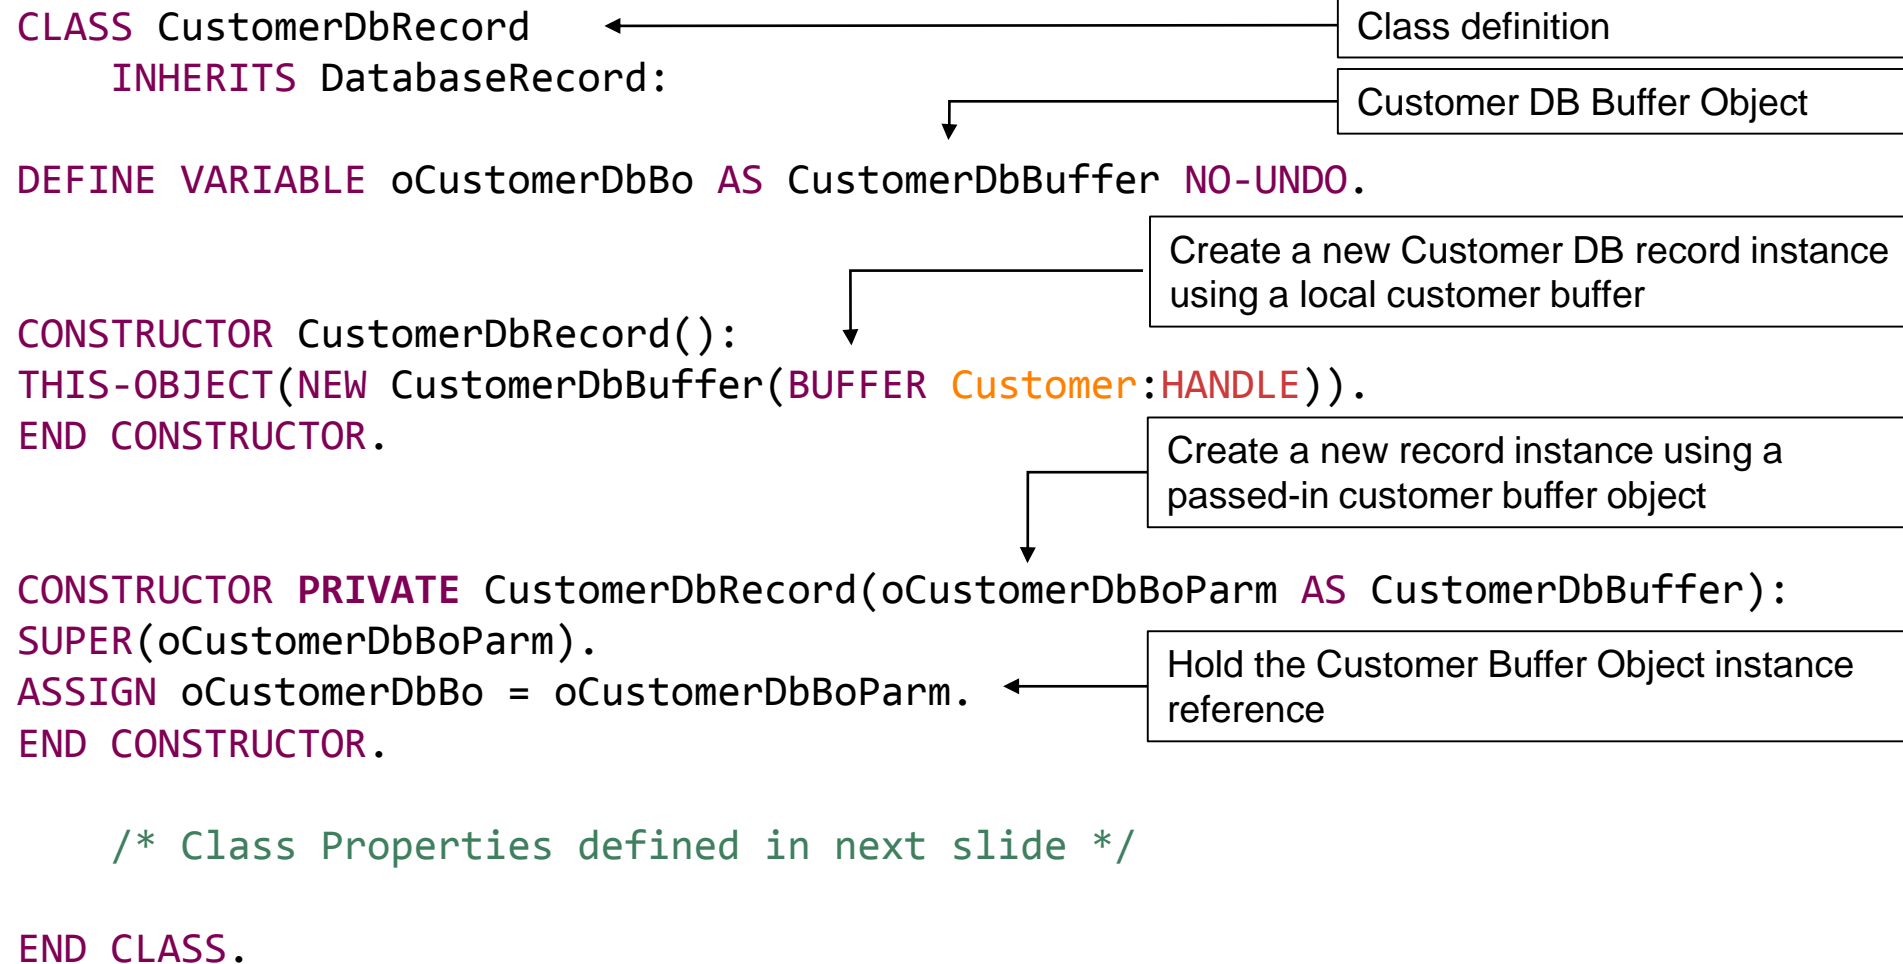 CLASS CustomerDbRecord
Class definition
INHERITS DatabaseRecord:
Customer DB Buffer Object
DEFINE VARIABLE oCustomerDbBo AS CustomerDbBuffer NO-UNDO.
Create a new Customer DB record instance
using a local customer buffer
CONSTRUCTOR CustomerDbRecord():
THIS-OBJECT(NEW CustomerDbBuffer(BUFFER Customer:HANDLE)).
END CONSTRUCTOR.
Create a new record instance using a
passed-in customer buffer object
CONSTRUCTOR PRIVATE CustomerDbRecord(oCustomerDbBoParm AS CustomerDbBuffer):
SUPER(oCustomerDbBoParm).
ASSIGN oCustomerDbBo = oCustomerDbBoParm.
Hold the Customer Buffer Object instance
reference
END CONSTRUCTOR.
/* Class Properties defined in next slide */
END CLASS.